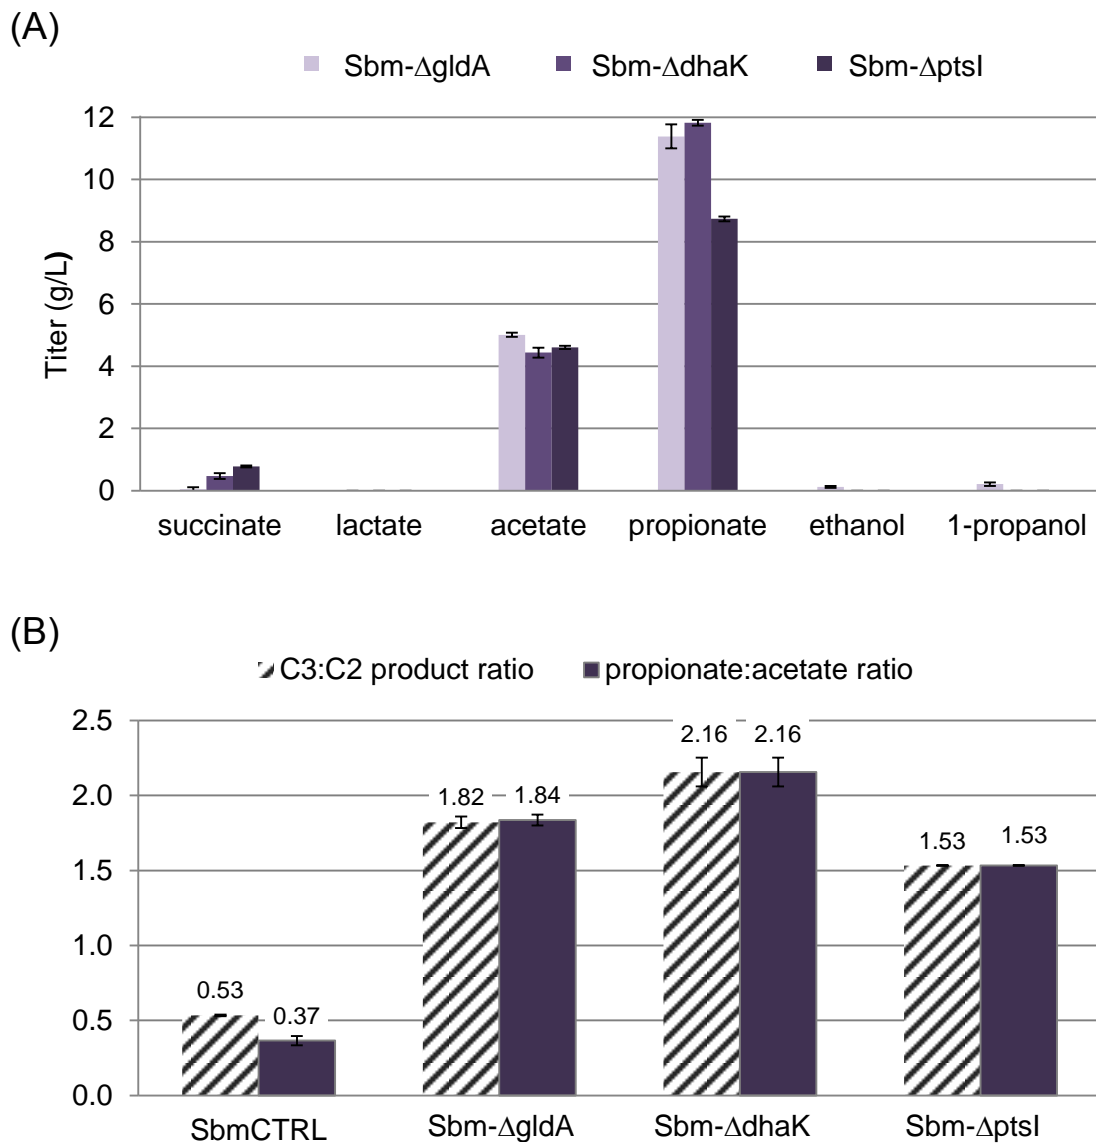 (A)
Sbm-ΔgldA Sbm-ΔdhaK Sbm-ΔptsI
12
10
8
6
4
2
0
Titer (g/L)
succinate lactate acetate propionate ethanol 1-propanol
(B)
C3:C2 product ratio propionate:acetate ratio
2.5
2.0
1.5
1.0
0.5
0.0
0.53 0.37 1.82 1.84 2.16 2.16 1.53 1.53
SbmCTRL Sbm-ΔgldA Sbm-ΔdhaK Sbm-ΔptsI